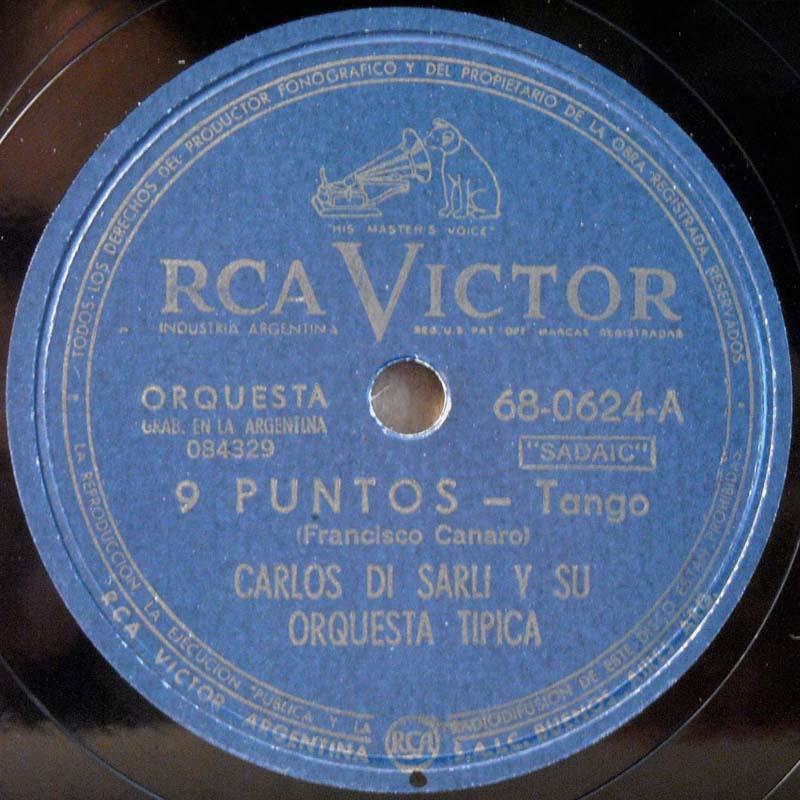 TODOS LOS DERECHOS DEL PRODUCTOR FONOGRAFICO Y DEL PROPIETARIO DE LA OBRA REGISTRADA RESERVADOS
"HIS MASTER'S VOICE"
RCA VICTOR
INDUSTRIA ARGENTINA
REG. U.S. PAT. OFF. MARCAS REGISTRADAS
ORQUESTA
GRAB. EN LA ARGENTINA
084329
68-0624-A
"SADAIC"
9 PUNTOS - Tango
(Francisco Canaro)
CARLOS DI SARLI Y SU
ORQUESTA TIPICA
LA REPRODUCCION LA EJECUCION PUBLICA Y LA RADIODIFUSION DE ESTE DISCO ESTAN PROHIBIDAS
RCA VICTOR ARGENTINA RCA S.A.I.C. BUENOS AIRES